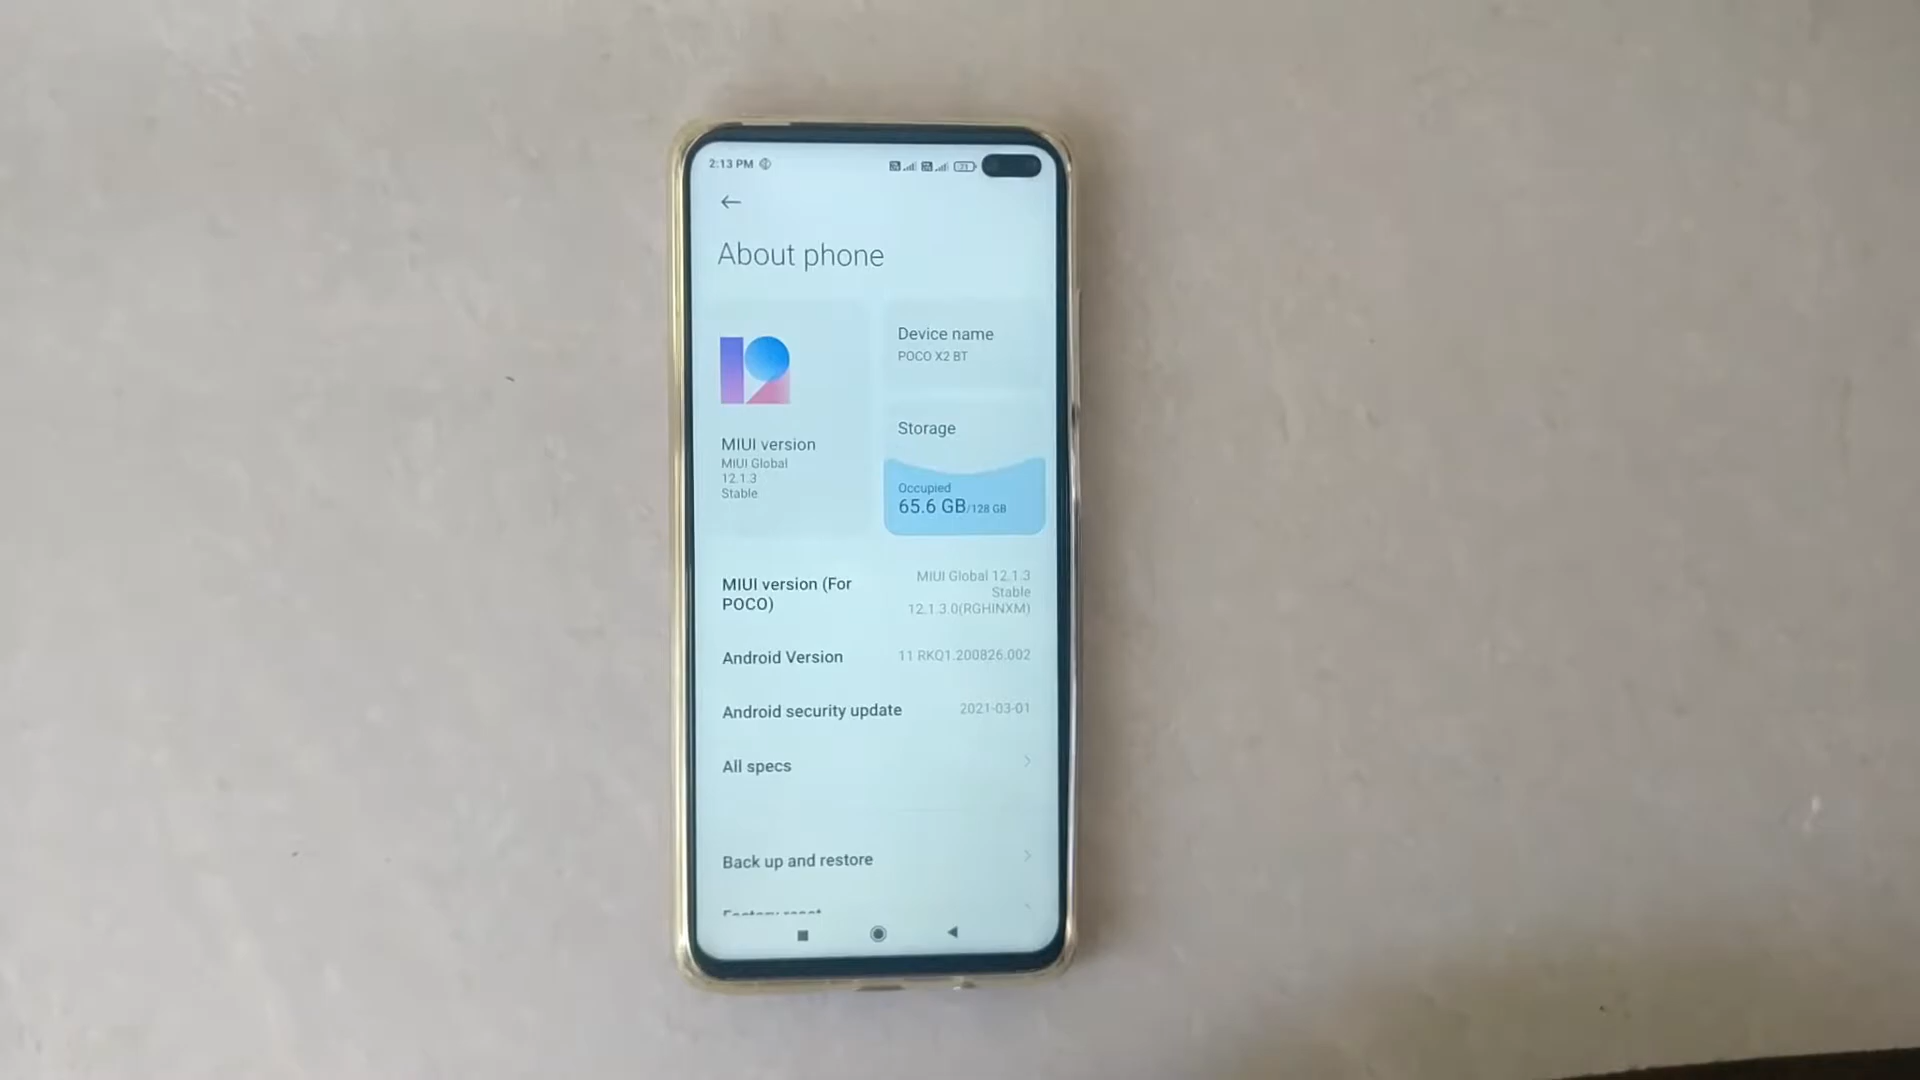 2:13 PM
About phone
Device name
POCO X2 BT
MIUI version
MIUI Global
12.1.3
Stable
Storage
Occupied
65.6 GB/128 GB
MIUI version (For
POCO)
MIUI Global 12.1.3
Stable
12.1.3.0(RGHINXM)
Android Version
11 RKQ1.200826.002
Android security update
2021-03-01
All specs
Back up and restore